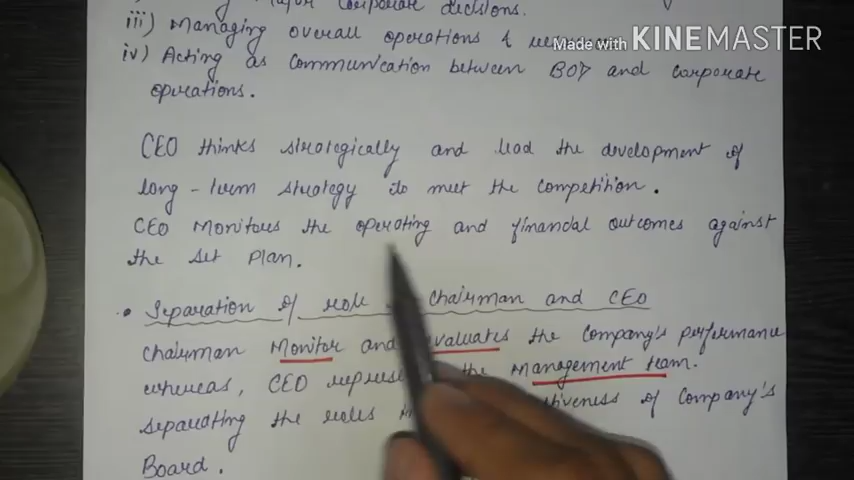 major corporate decisions.
iii) Managing overall operations &
Made with KINEMASTER
iv) Acting as Communication between BOD and corporate
operations.
CEO thinks strategically and lead the development of
long-term strategy to meet the competition.
CEO Monitors the operating and financial outcomes against
the set plan.
• Separation of role Chairman and CEO
Chairman Monitor and evaluates the Company's performance
whereas, CEO the Management team.
separating the roles of Company's
Board.